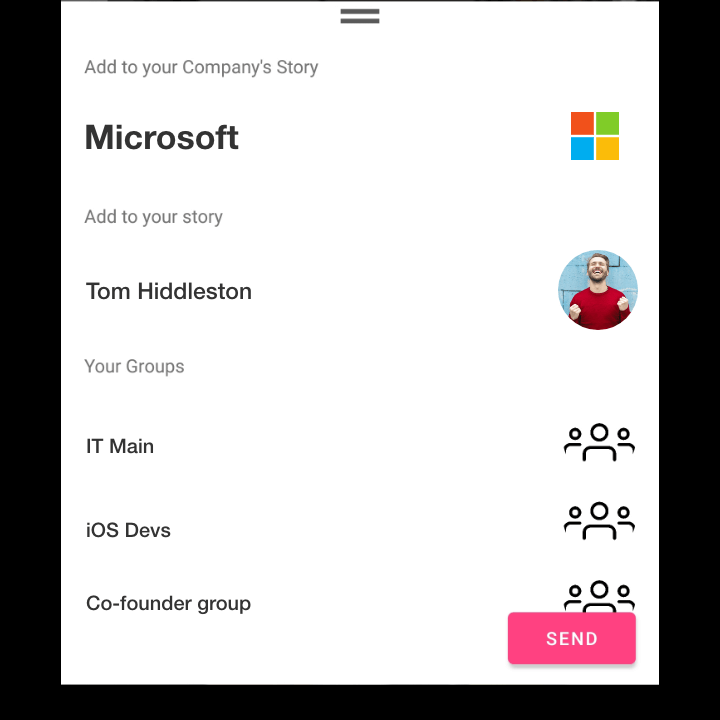 Add to your Company's Story
Microsoft
Add to your story
Tom Hiddleston
Your Groups
IT Main
iOS Devs
Co-founder group
SEND